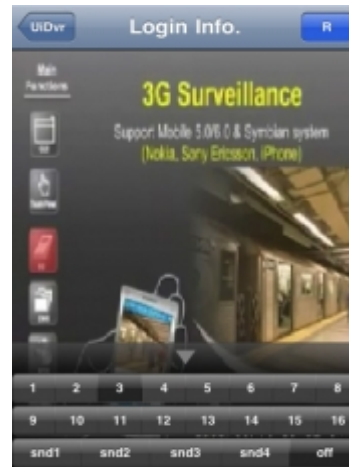 UiDvr Login Info. R
Main
Functions
3G Surveillance
Support Mobile 5.0/6.0 & Symbian system
(Nokia, Sony Ericsson, iPhone)
1 2 3 4 5 6 7 8
9 10 11 12 13 14 15 16
snd1 snd2 snd3 snd4 off